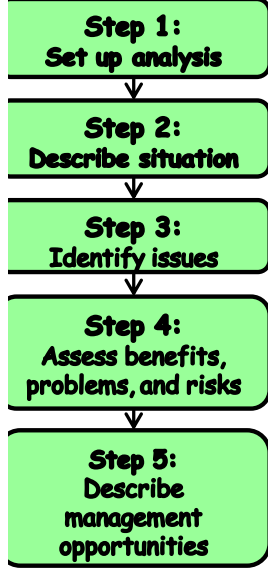 Step 1:
Set up analysis
Step 2:
Describe situation
Step 3:
Identify issues
Step 4:
Assess benefits,
problems, and risks
Step 5:
Describe
management
opportunities